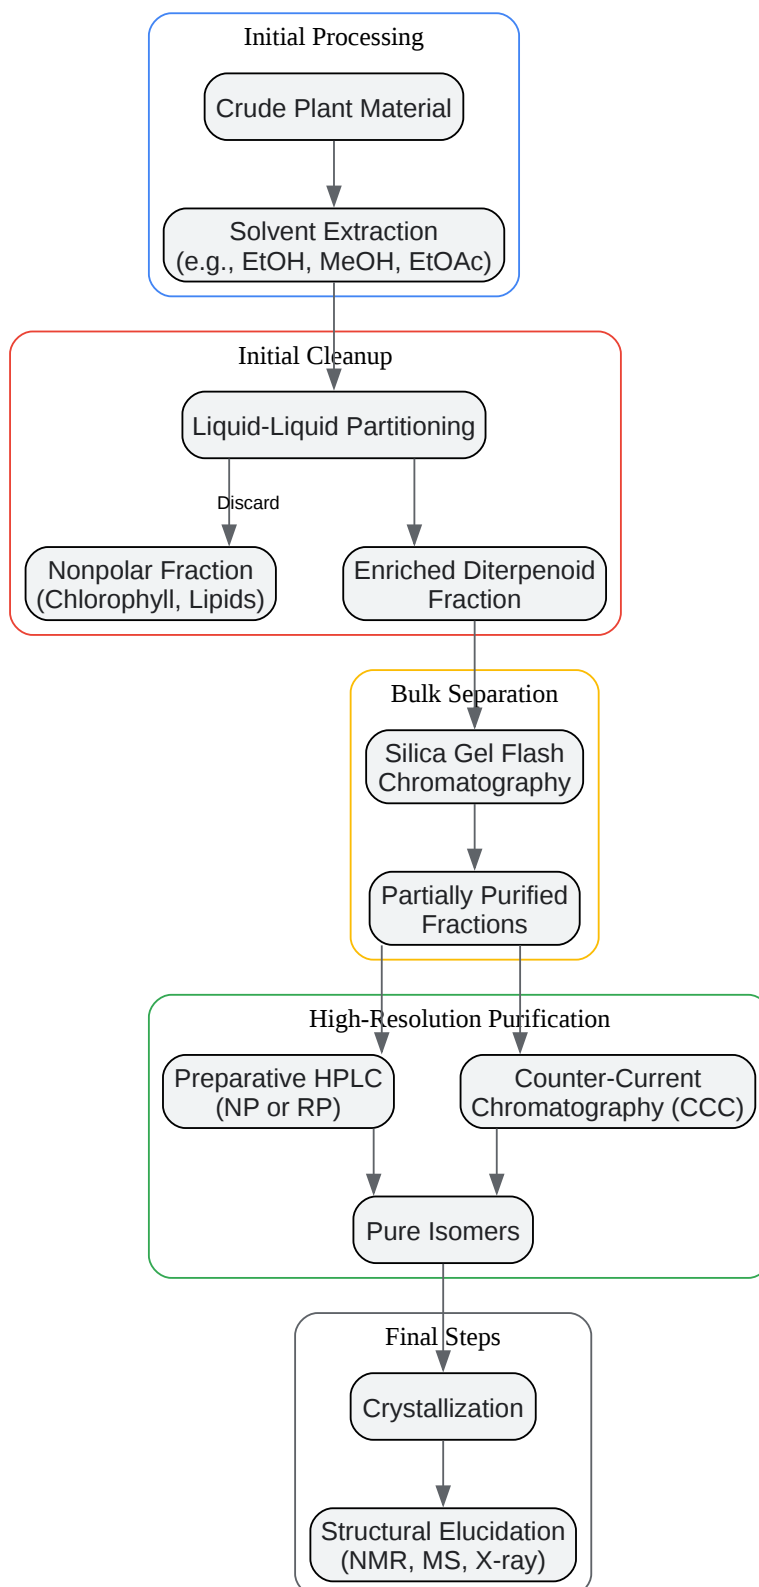 Initial Processing
Crude Plant Material
Solvent Extraction
(e.g., EtOH, MeOH, EtOAc)
Initial Cleanup
Liquid-Liquid Partitioning
Discard
Nonpolar Fraction
(Chlorophyll, Lipids)
Enriched Diterpenoid
Fraction
Bulk Separation
Silica Gel Flash
Chromatography
Partially Purified
Fractions
High-Resolution Purification
Preparative HPLC
(NP or RP)
Counter-Current
Chromatography (CCC)
Pure Isomers
Final Steps
Crystallization
Structural Elucidation
(NMR, MS, X-ray)